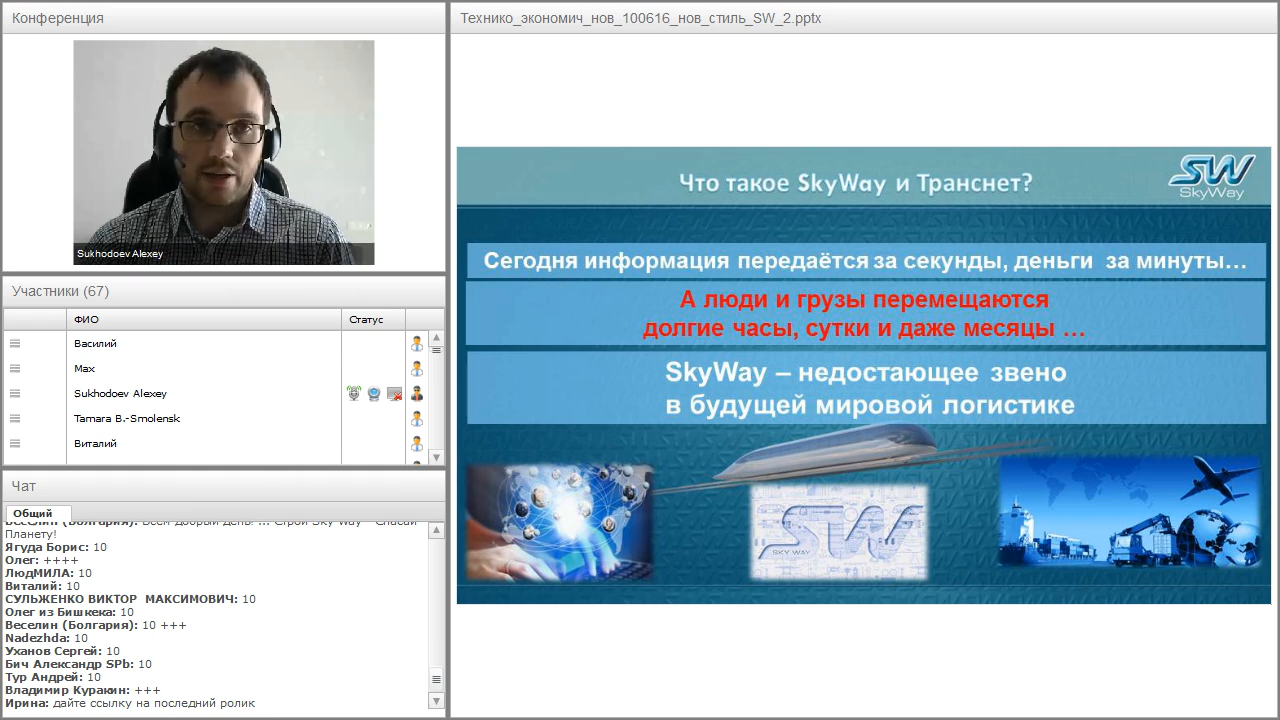 Конференция
Sukhodoev Alexey
Участники (67)
ФИО
Статус
Василий
Max
Sukhodoev Alexey
Tamara B.-Smolensk
Виталий
Чат
Общий
Планету!
Ягуда Борис: 10
Олег: ++++
ЛюдМИЛА: 10
Виталий: 10
СУЛЬЖЕНКО ВИКТОР МАКСИМОВИЧ: 10
Олег из Бишкека: 10
Веселин (Болгария): 10 +++
Nadezhda: 10
Уханов Сергей: 10
Бич Александр SPb: 10
Тур Андрей: 10
Владимир Куракин: +++
Ирина: дайте ссылку на последний ролик
Технико_экономич_нов_100616_нов_стиль_SW_2.pptx
Что такое SkyWay и Транснет?
SW
SkyWay
Сегодня информация передаётся за секунды, деньги за минуты…
А люди и грузы перемещаются
долгие часы, сутки и даже месяцы …
SkyWay – недостающее звено
в будущей мировой логистике
SW
SKY WAY